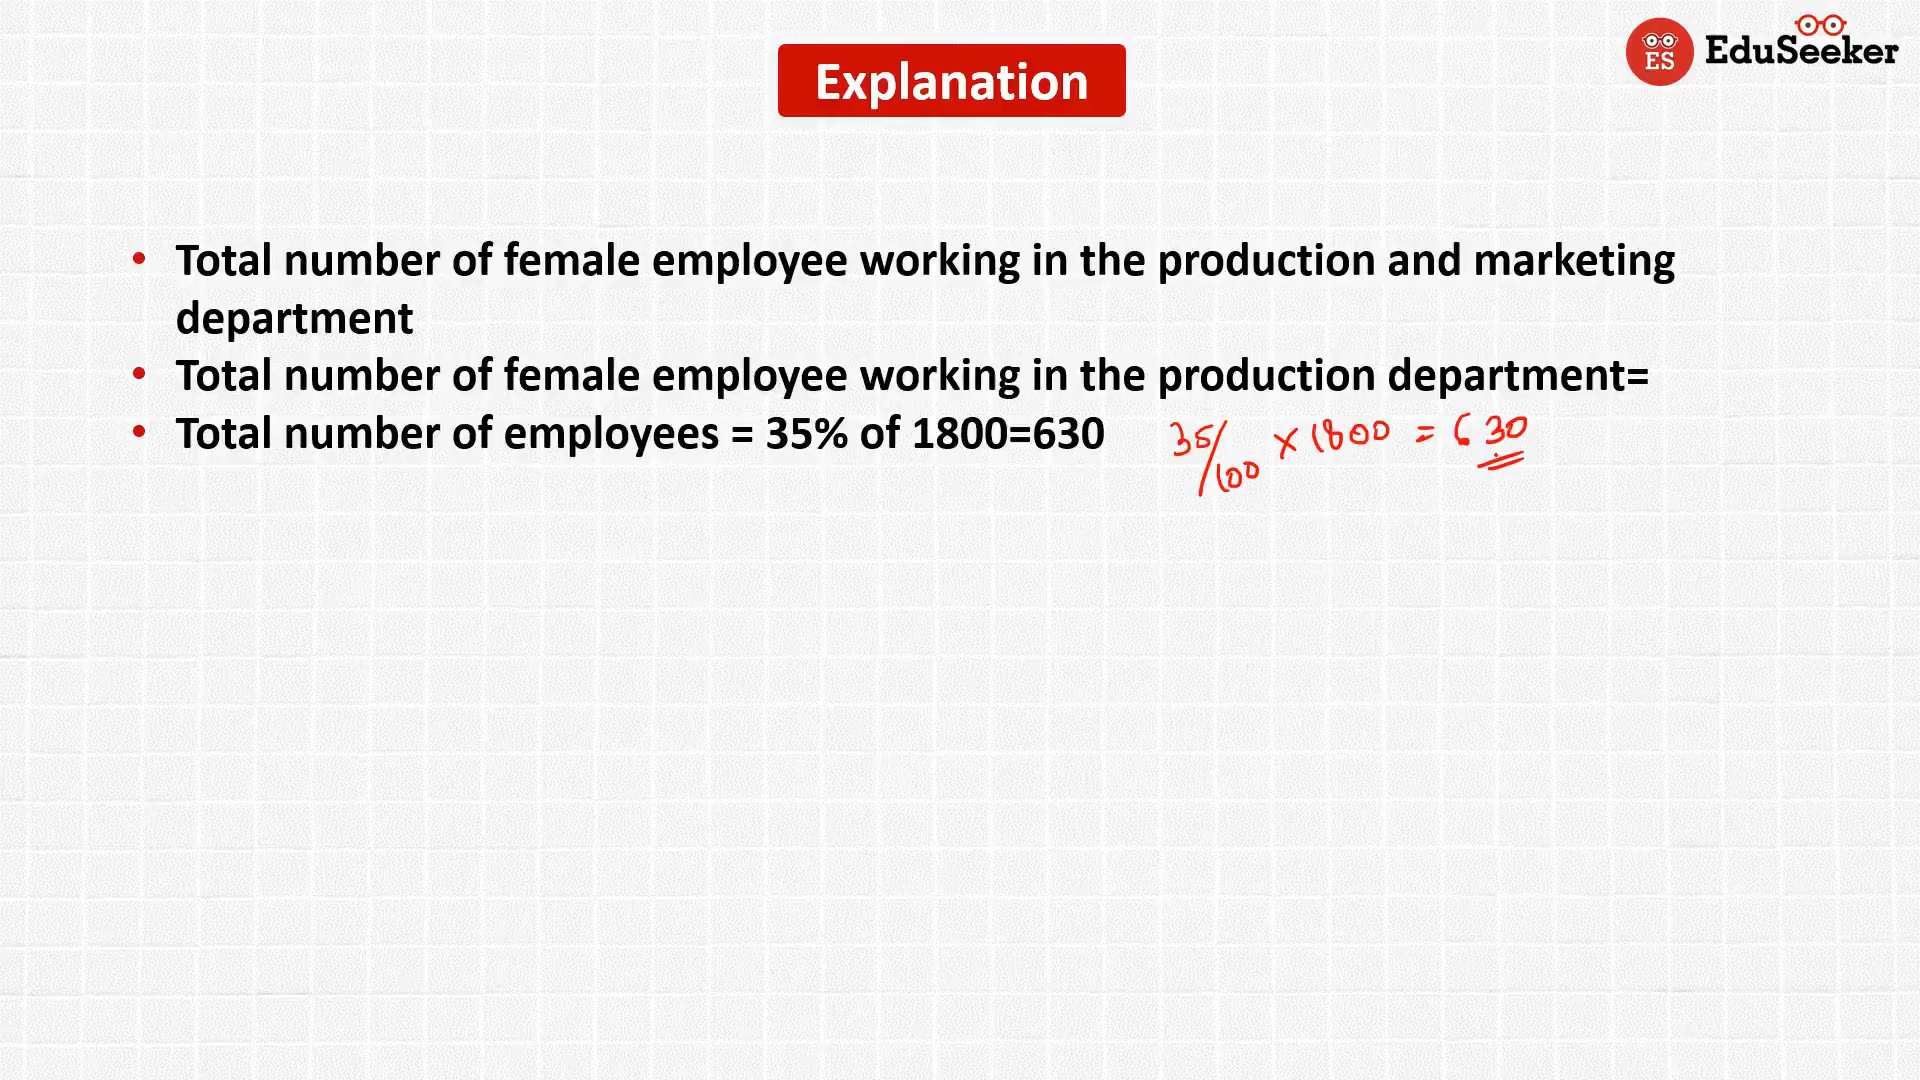 Explanation
ES EduSeeker
• Total number of female employee working in the production and marketing
department
• Total number of female employee working in the production department=
• Total number of employees = 35% of 1800=630
35/100 × 1800 = 630